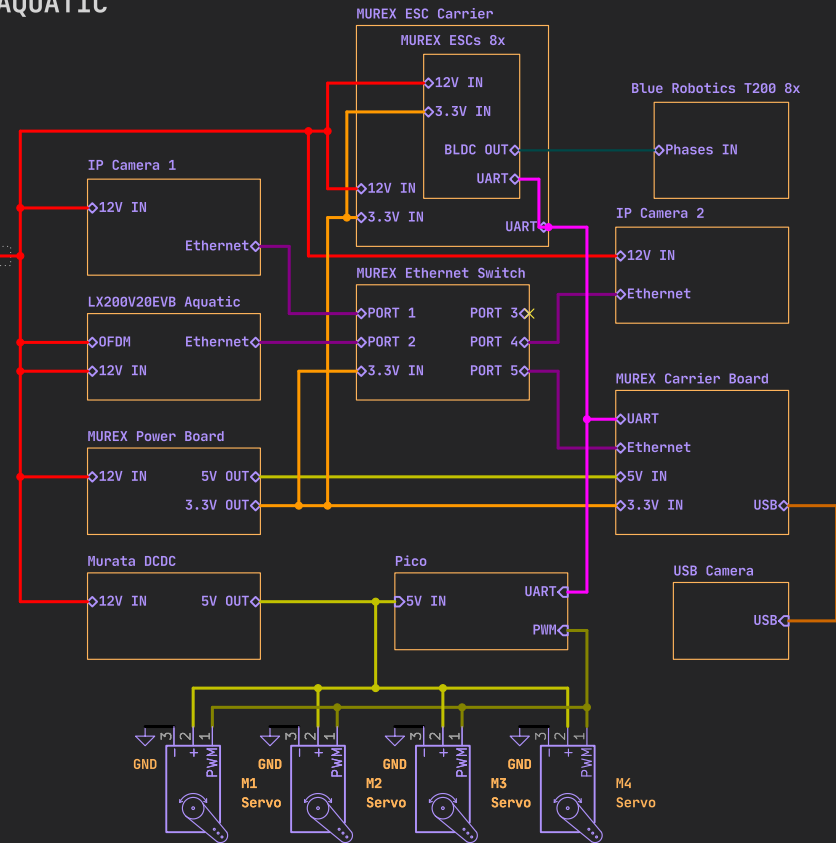 AQUATIC
MUREX ESC Carrier
MUREX ESCs 8x
12V IN
3.3V IN
BLDC OUT
UART
12V IN
3.3V IN
UART
Blue Robotics T200 8x
Phases IN
IP Camera 1
12V IN
Ethernet
IP Camera 2
12V IN
Ethernet
MUREX Ethernet Switch
PORT 1 PORT 3
PORT 2 PORT 4
3.3V IN PORT 5
LX200V20EVB Aquatic
OFDM Ethernet
12V IN
MUREX Carrier Board
UART
Ethernet
5V IN
3.3V IN USB
MUREX Power Board
12V IN 5V OUT
3.3V OUT
Murata DCDC
12V IN 5V OUT
Pico
UART
5V IN
PWM
USB Camera
USB
3 2 1
− + PWM
GND
M1
Servo
3 2 1
− + PWM
GND
M2
Servo
3 2 1
− + PWM
GND
M3
Servo
3 2 1
− + PWM
GND
M4
Servo